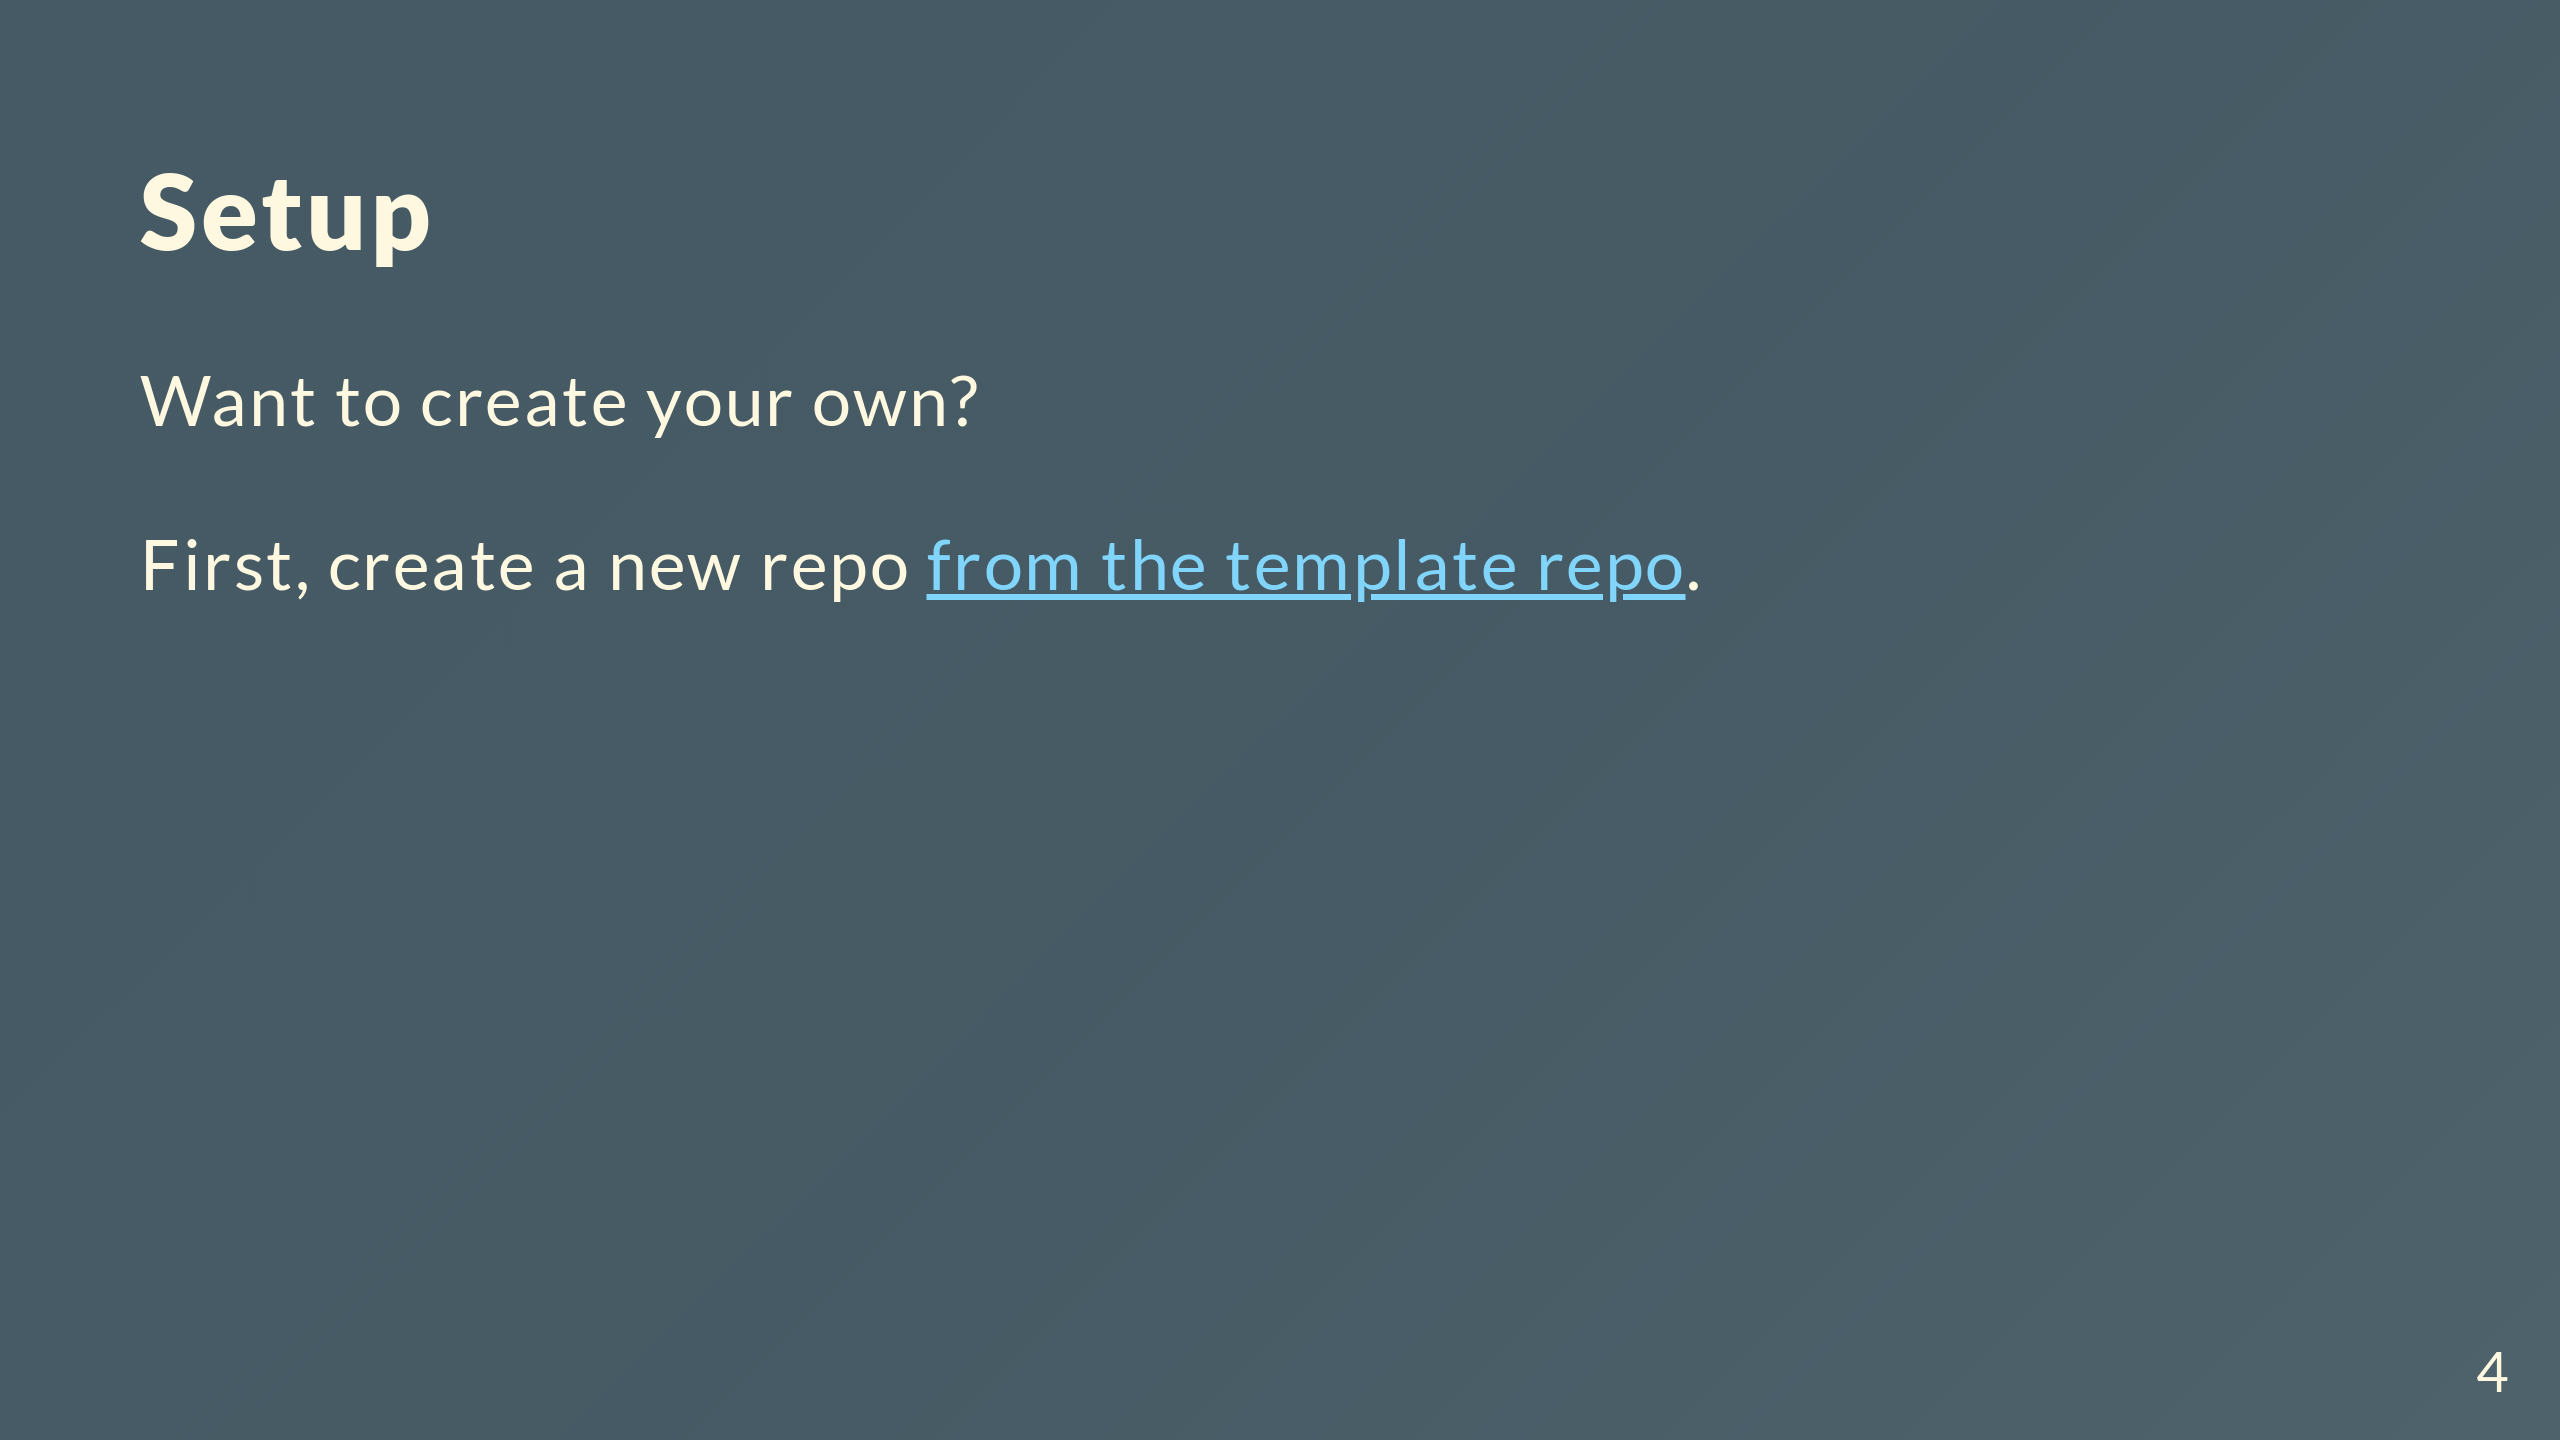 Setup
Want to create your own?
First, create a new repo from the template repo.
4